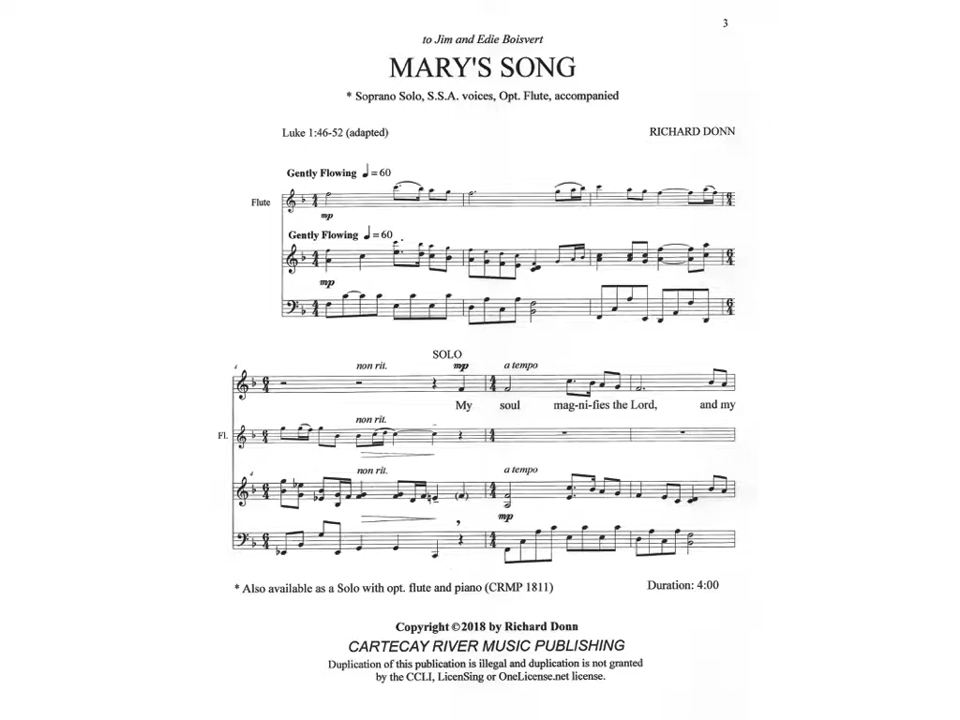 3
to Jim and Edie Boisvert
MARY'S SONG
* Soprano Solo, S.S.A. voices, Opt. Flute, accompanied
Luke 1:46-52 (adapted) RICHARD DONN
Gently Flowing ♩= 60
Flute
mp
Gently Flowing ♩= 60
mp
SOLO
4 non rit. mp a tempo
My soul mag-ni-fies the Lord, and my
non rit.
Fl.
4 non rit. a tempo
mp
* Also available as a Solo with opt. flute and piano (CRMP 1811) Duration: 4:00
Copyright ©2018 by Richard Donn
CARTECAY RIVER MUSIC PUBLISHING
Duplication of this publication is illegal and duplication is not granted
by the CCLI, LicenSing or OneLicense.net license.